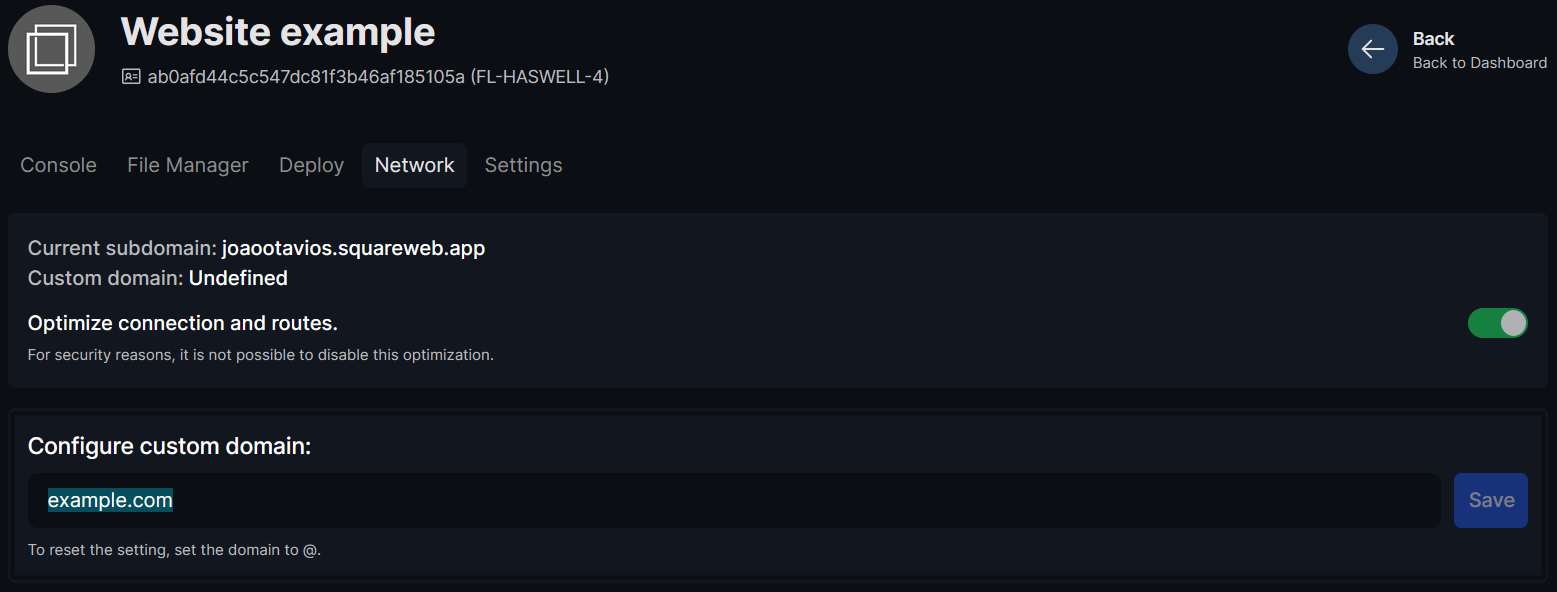 Website example
ab0afd44c5c547dc81f3b46af185105a (FL-HASWELL-4)
Back
Back to Dashboard
Console File Manager Deploy Network Settings
Current subdomain: joaootavios.squareweb.app
Custom domain: Undefined
Optimize connection and routes.
For security reasons, it is not possible to disable this optimization.
Configure custom domain:
example.com
Save
To reset the setting, set the domain to @.